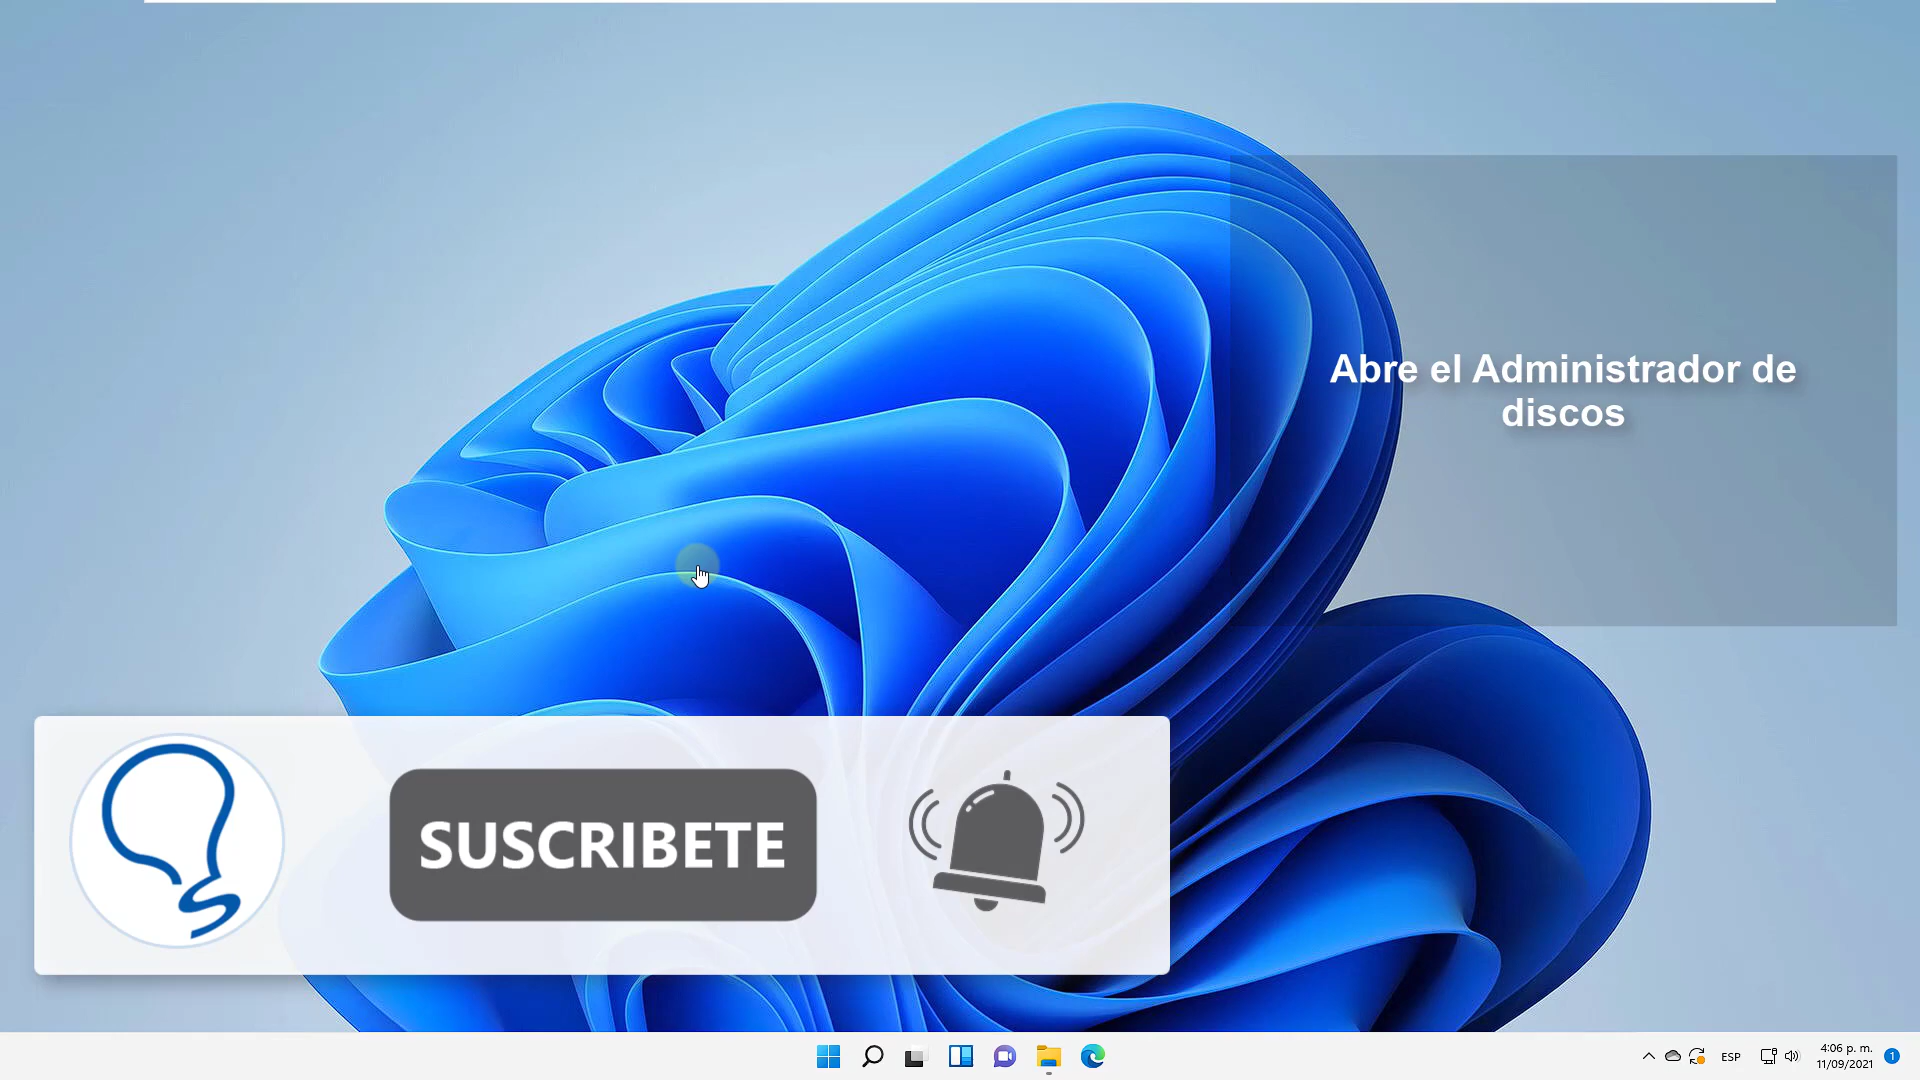 Abre el Administrador de
discos
SUSCRIBETE
ESP
4:06 p. m.
11/09/2021
1